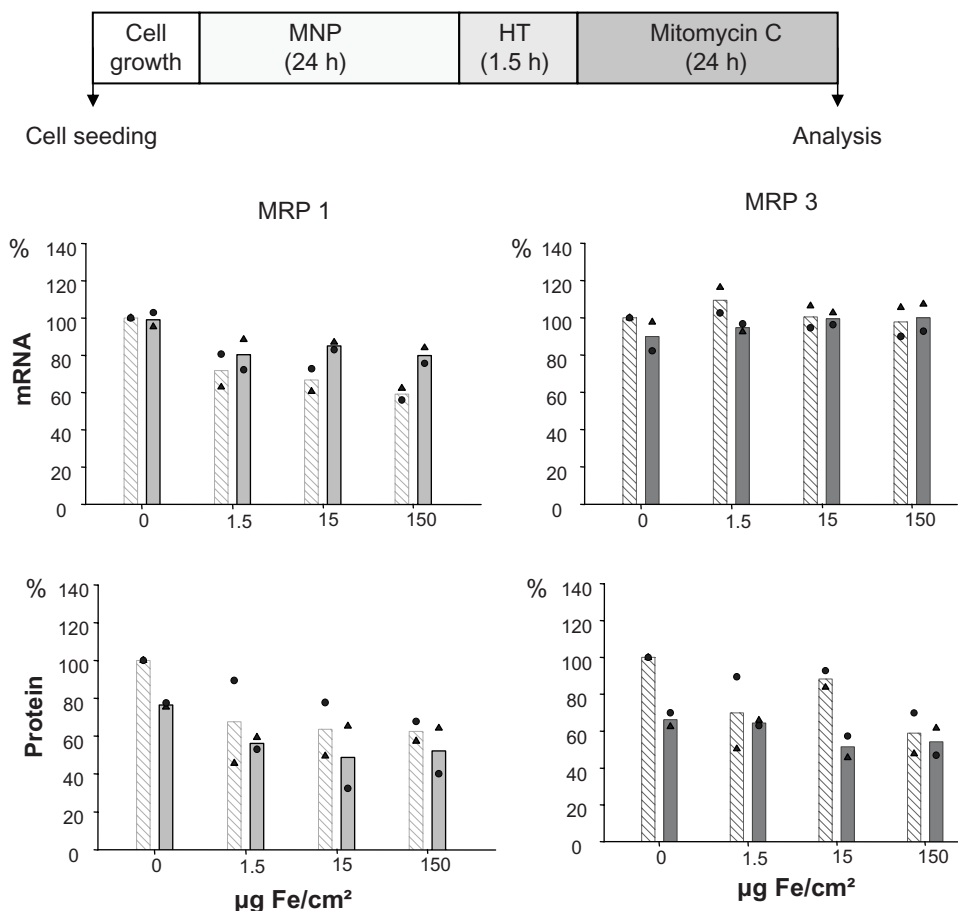 Cell growth
MNP (24 h)
HT (1.5 h)
Mitomycin C (24 h)
Cell seeding
Analysis
MRP 1
MRP 3
%
140
120
100
80
60
40
20
0
mRNA
0 1.5 15 150
%
140
120
100
80
60
40
20
0
0 1.5 15 150
%
140
120
100
80
60
40
20
0
Protein
0 1.5 15 150
µg Fe/cm²
%
140
120
100
80
60
40
20
0
0 1.5 15 150
µg Fe/cm²